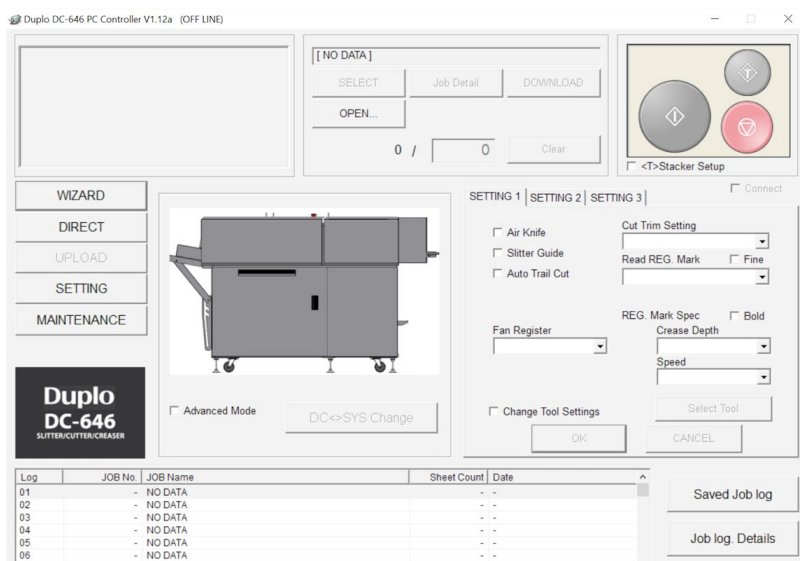 Duplo DC-646 PC Controller V1.12a (OFF LINE)
[ NO DATA ]
SELECT
Job Detail
DOWNLOAD
OPEN...
0 / 0
Clear
<T>Stacker Setup
Connect
WIZARD
DIRECT
UPLOAD
SETTING
MAINTENANCE
Duplo
DC-646
SLITTER/CUTTER/CREASER
Advanced Mode
DC<>SYS Change
SETTING 1 SETTING 2 SETTING 3
Air Knife
Slitter Guide
Auto Trail Cut
Cut Trim Setting
Read REG. Mark
Fine
REG. Mark Spec
Bold
Fan Register
Crease Depth
Speed
Change Tool Settings
Select Tool
OK
CANCEL
Log JOB No. JOB Name Sheet Count Date
01 - NO DATA - -
02 - NO DATA - -
03 - NO DATA - -
04 - NO DATA - -
05 - NO DATA - -
06 - NO DATA - -
Saved Job log
Job log. Details